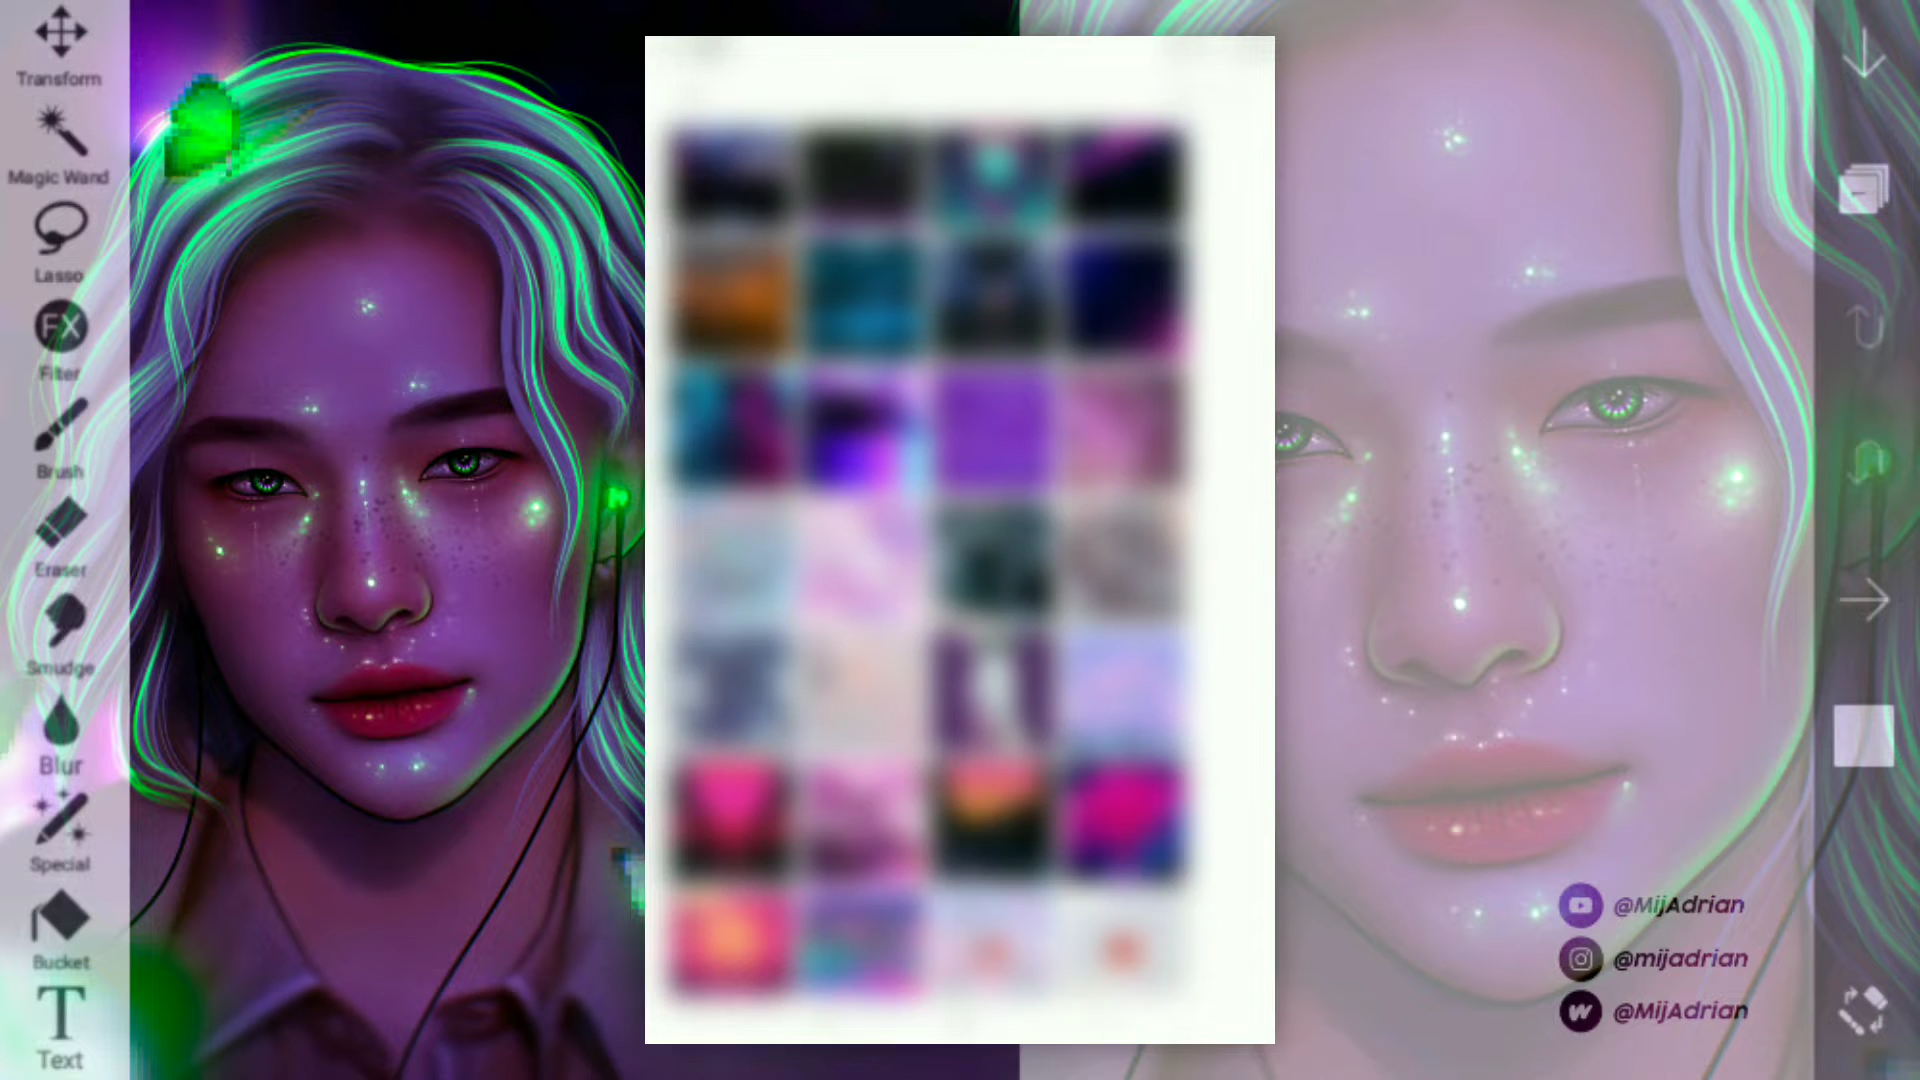 Transform
Magic Wand
Lasso
FX
Filter
Brush
Eraser
Smudge
Blur
Special
Bucket
T
Text
@MijAdrian
@mijadrian
W
@MijAdrian